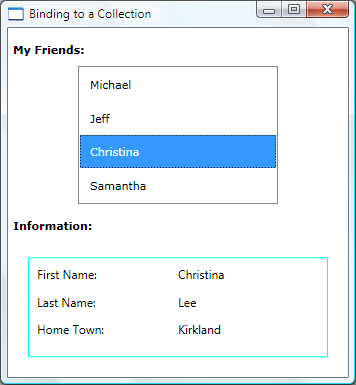 Binding to a Collection
My Friends:
Michael
Jeff
Christina
Samantha
Information:
First Name: Christina
Last Name: Lee
Home Town: Kirkland